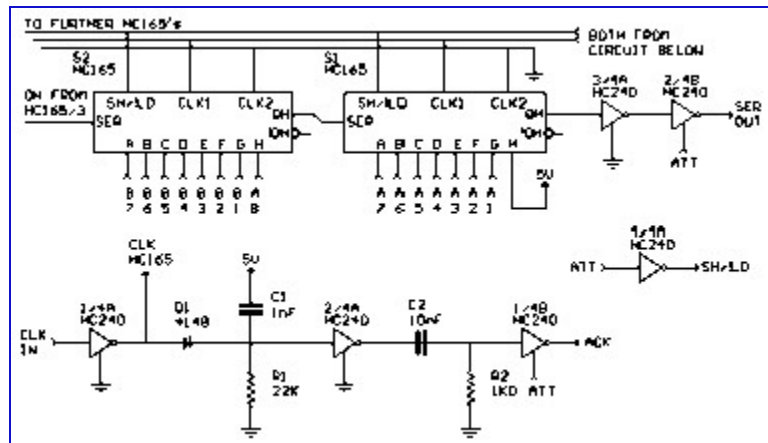 TO FURTHER HC165's
BOTH FROM
CIRCUIT BELOW
S2
HC165
S1
HC165
SH/!LD CLK1 CLK2
SH/!LD CLK1 CLK2
3/4A
HC240
2/4B
HC240
QH FROM
HC165/3
SER
QH
!QH
SER
QH
!QH
SER
OUT
A B C D E F G H
A B C D E F G H
ATT
5V
B B B B B B B A
7 6 5 4 3 2 1 8
A A A A A A A
7 6 5 4 3 2 1
CLK
HC165
5V
4/4A
HC240
ATT
SH/!LD
1/4A
HC240
D1
4148
C1
1nF
2/4A
HC240
C2
10nF
1/4B
HC240
CLK
IN
ACK
R1
22K
R2
1K0
ATT